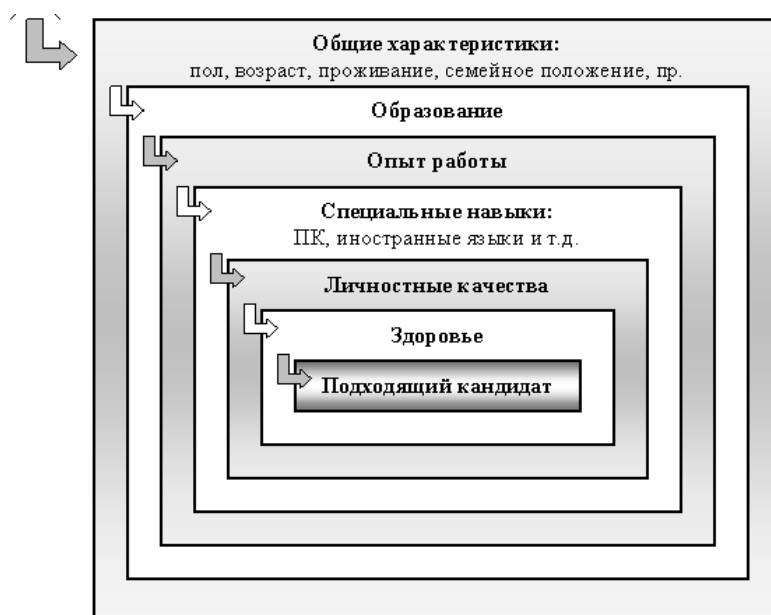 Общие характеристики:
пол, возраст, проживание, семейное положение, пр.
Образование
Опыт работы
Специальные навыки:
ПК, иностранные языки и т.д.
Личностные качества
Здоровье
Подходящий кандидат